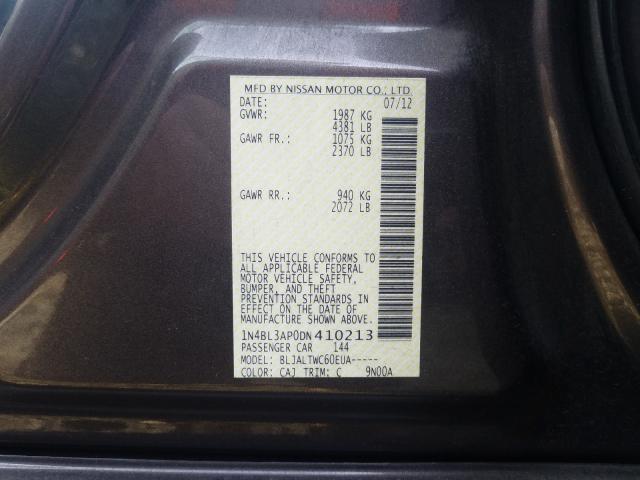 MFD BY NISSAN MOTOR CO., LTD.
DATE: 07/12
GVWR: 1987 KG
4381 LB
GAWR FR.: 1075 KG
2370 LB
GAWR RR.: 940 KG
2072 LB
THIS VEHICLE CONFORMS TO
ALL APPLICABLE FEDERAL
MOTOR VEHICLE SAFETY,
BUMPER, AND THEFT
PREVENTION STANDARDS IN
EFFECT ON THE DATE OF
MANUFACTURE SHOWN ABOVE.
1N4BL3AP0DN410213
PASSENGER CAR 144
MODEL: BLJALTWC60EUA-----
COLOR: CAJ TRIM: C 9N00A